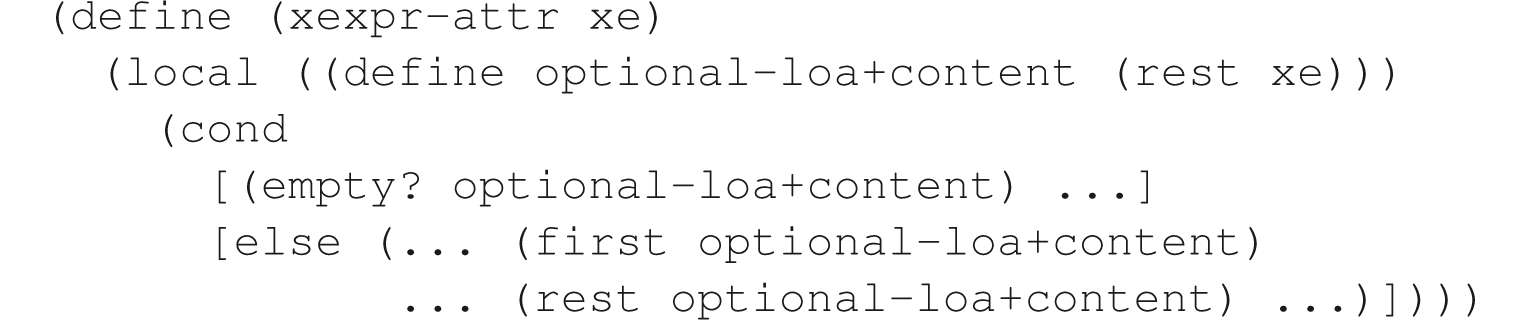 (define (xexpr-attr xe)
  (local ((define optional-loa+content (rest xe)))
    (cond
      [(empty? optional-loa+content) ...]
      [else (... (first optional-loa+content)
             ... (rest optional-loa+content) ...)])))